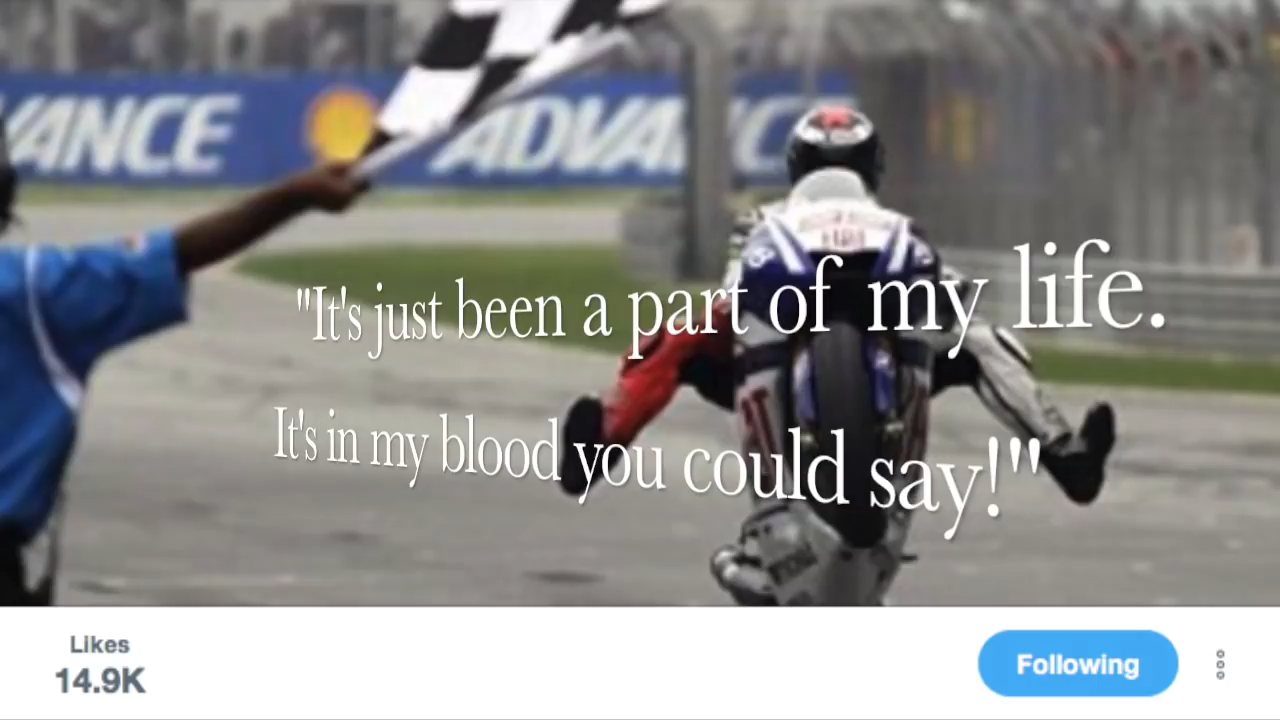 VANCE ADVANC
"It's just been a part of my life.
It's in my blood you could say!"
Likes
14.9K
Following